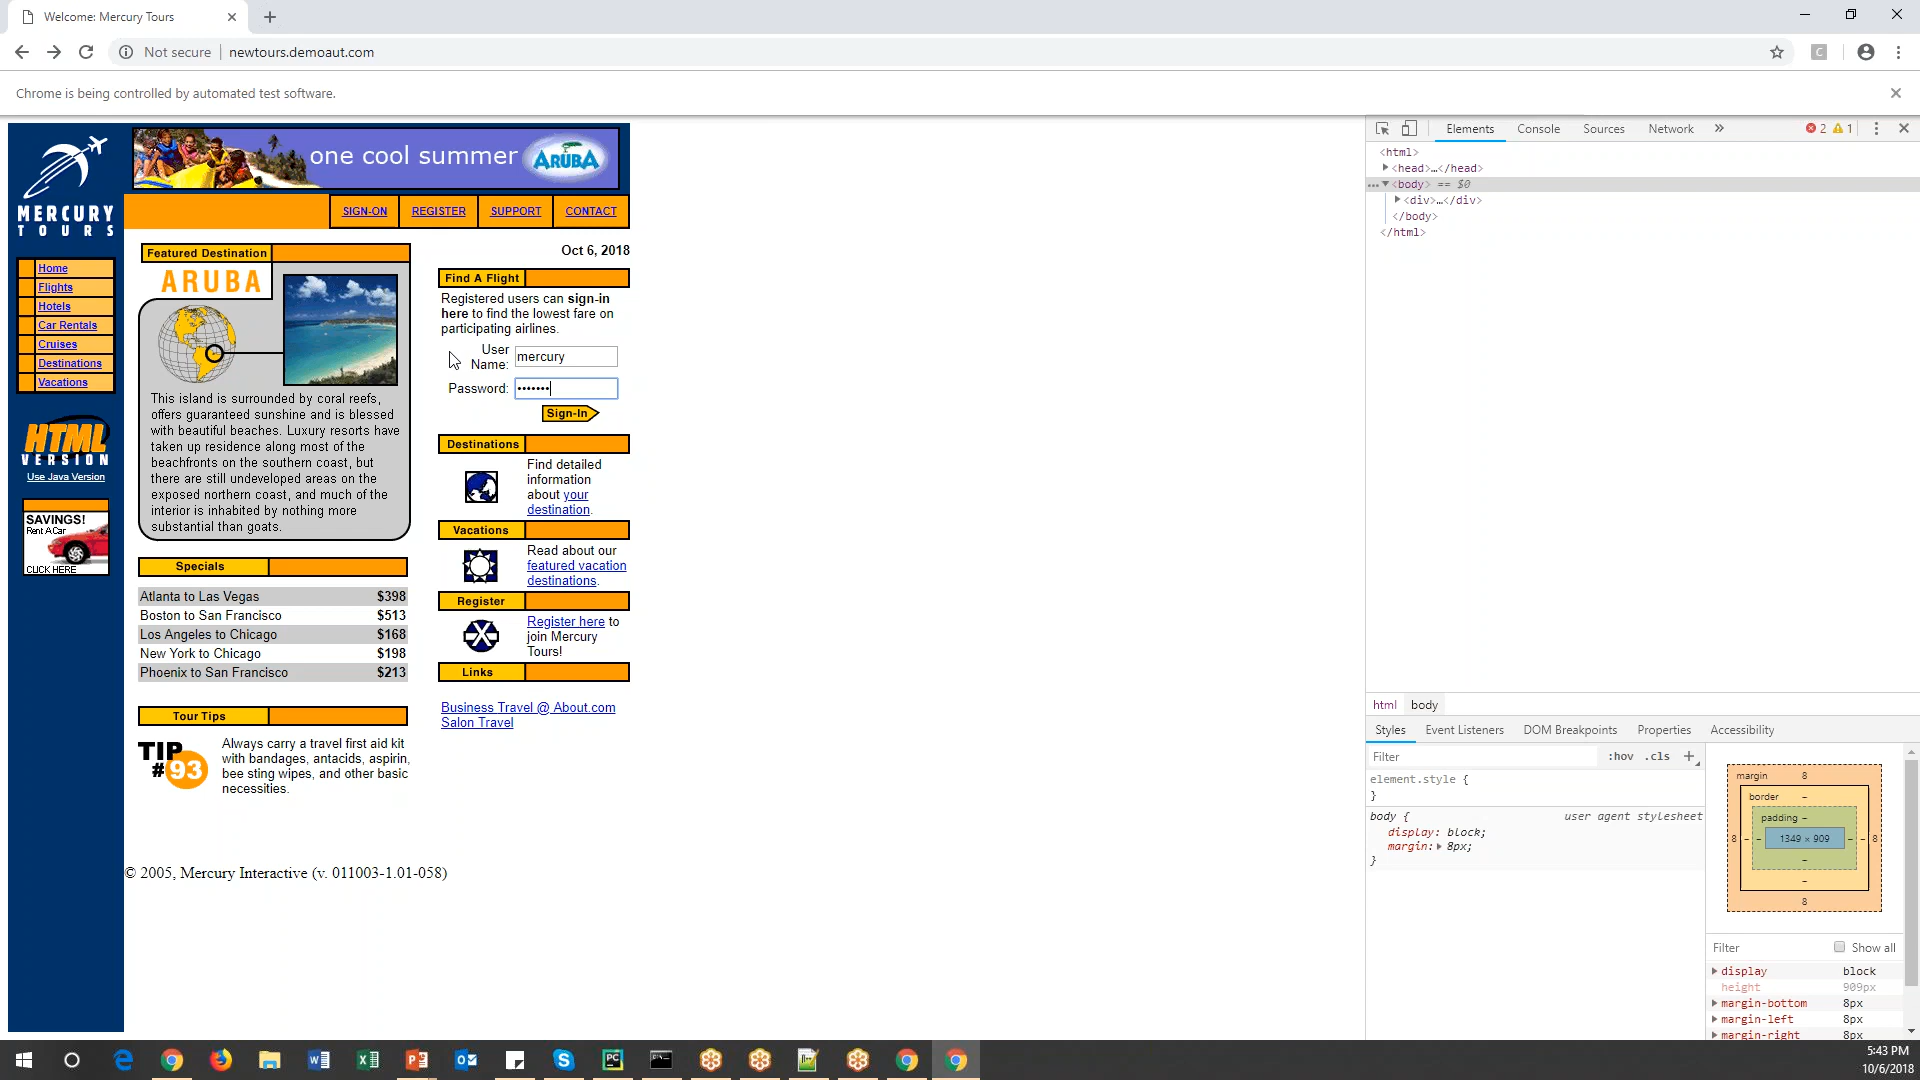 Welcome: Mercury Tours
Not secure | newtours.demoaut.com
Chrome is being controlled by automated test software.
MERCURY
TOURS
Home
Flights
Hotels
Car Rentals
Cruises
Destinations
Vacations
HTML
VERSION
Use Java Version
SAVINGS!
Rent A Car
CLICK HERE
one cool summer ARUBA
SIGN-ON REGISTER SUPPORT CONTACT
Featured Destination
ARUBA
This island is surrounded by coral reefs,
offers guaranteed sunshine and is blessed
with beautiful beaches. Luxury resorts have
taken up residence along most of the
beachfronts on the southern coast, but
there are still undeveloped areas on the
exposed northern coast, and much of the
interior is inhabited by nothing more
substantial than goats.
Specials
Atlanta to Las Vegas $398
Boston to San Francisco $513
Los Angeles to Chicago $168
New York to Chicago $198
Phoenix to San Francisco $213
Tour Tips
TIP
#93
Always carry a travel first aid kit
with bandages, antacids, aspirin,
bee sting wipes, and other basic
necessities.
Oct 6, 2018
Find A Flight
Registered users can sign-in
here to find the lowest fare on
participating airlines.
User
Name: mercury
Password: •••••••
Sign-In
Destinations
Find detailed
information
about your
destination.
Vacations
Read about our
featured vacation
destinations.
Register
Register here to
join Mercury
Tours!
Links
Business Travel @ About.com
Salon Travel
© 2005, Mercury Interactive (v. 011003-1.01-058)
Elements Console Sources Network » 2 1
<html>
<head>…</head>
… <body> == $0
<div>…</div>
</body>
</html>
html body
Styles Event Listeners DOM Breakpoints Properties Accessibility
Filter :hov .cls +
element.style {
}
body { user agent stylesheet
display: block;
margin: 8px;
}
margin 8
border –
padding –
8 – – 1349 × 909 – – 8
–
–
8
Filter Show all
display block
height 909px
margin-bottom 8px
margin-left 8px
margin-right 8px
5:43 PM
10/6/2018